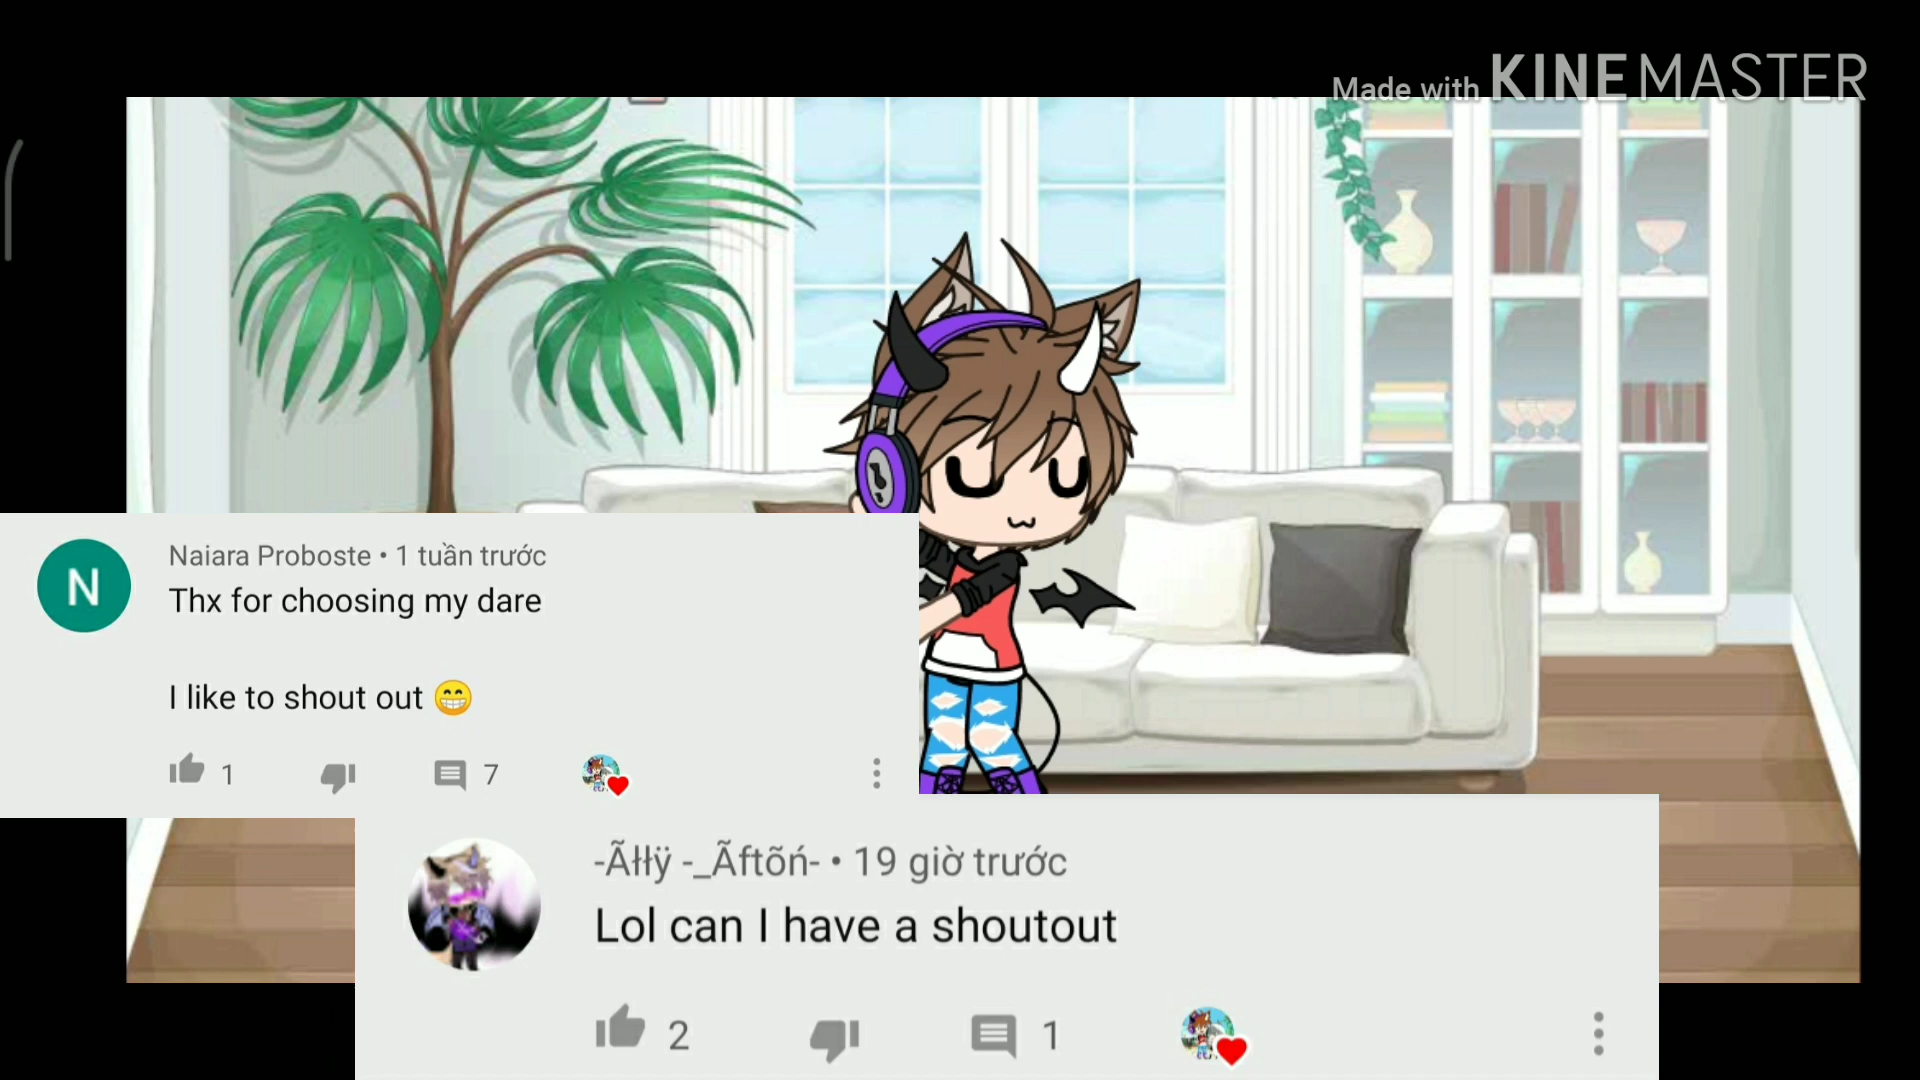 Made with KINEMASTER
N
Naiara Proboste • 1 tuần trước
Thx for choosing my dare
I like to shout out 😁
1
7
-Ãłłÿ -_Ãftõń- • 19 giờ trước
Lol can I have a shoutout
2
1